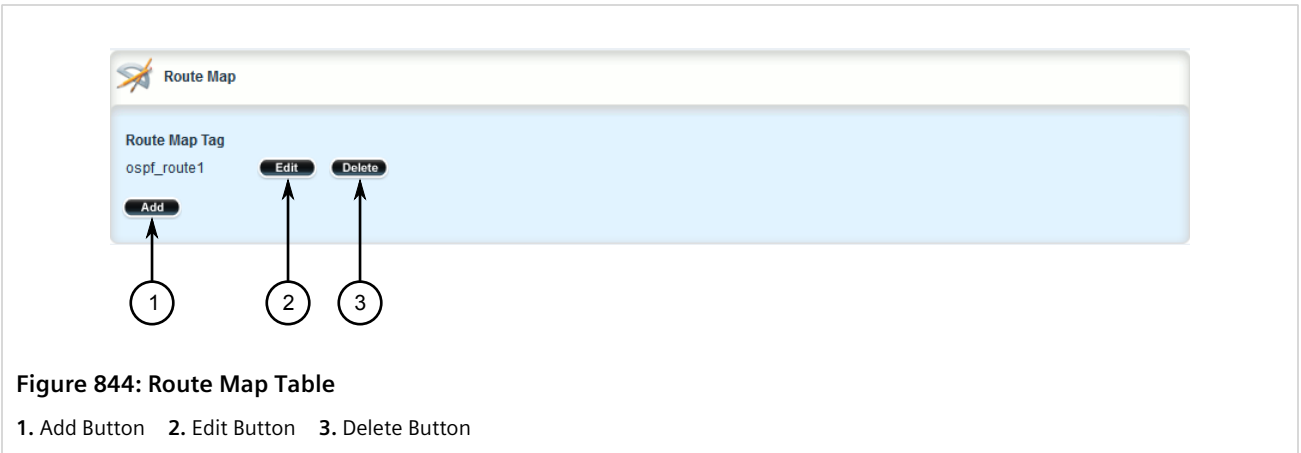 Route Map
Route Map Tag
ospf_route1 Edit Delete
Add
1 2 3
Figure 844: Route Map Table
1. Add Button 2. Edit Button 3. Delete Button